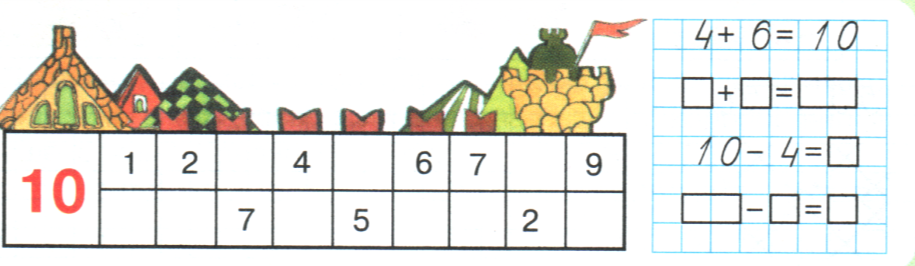 10 1 2 4 6 7 9
7 5 2
4 + 6 = 10
□ + □ = □
10 - 4 = □
□ - □ = □